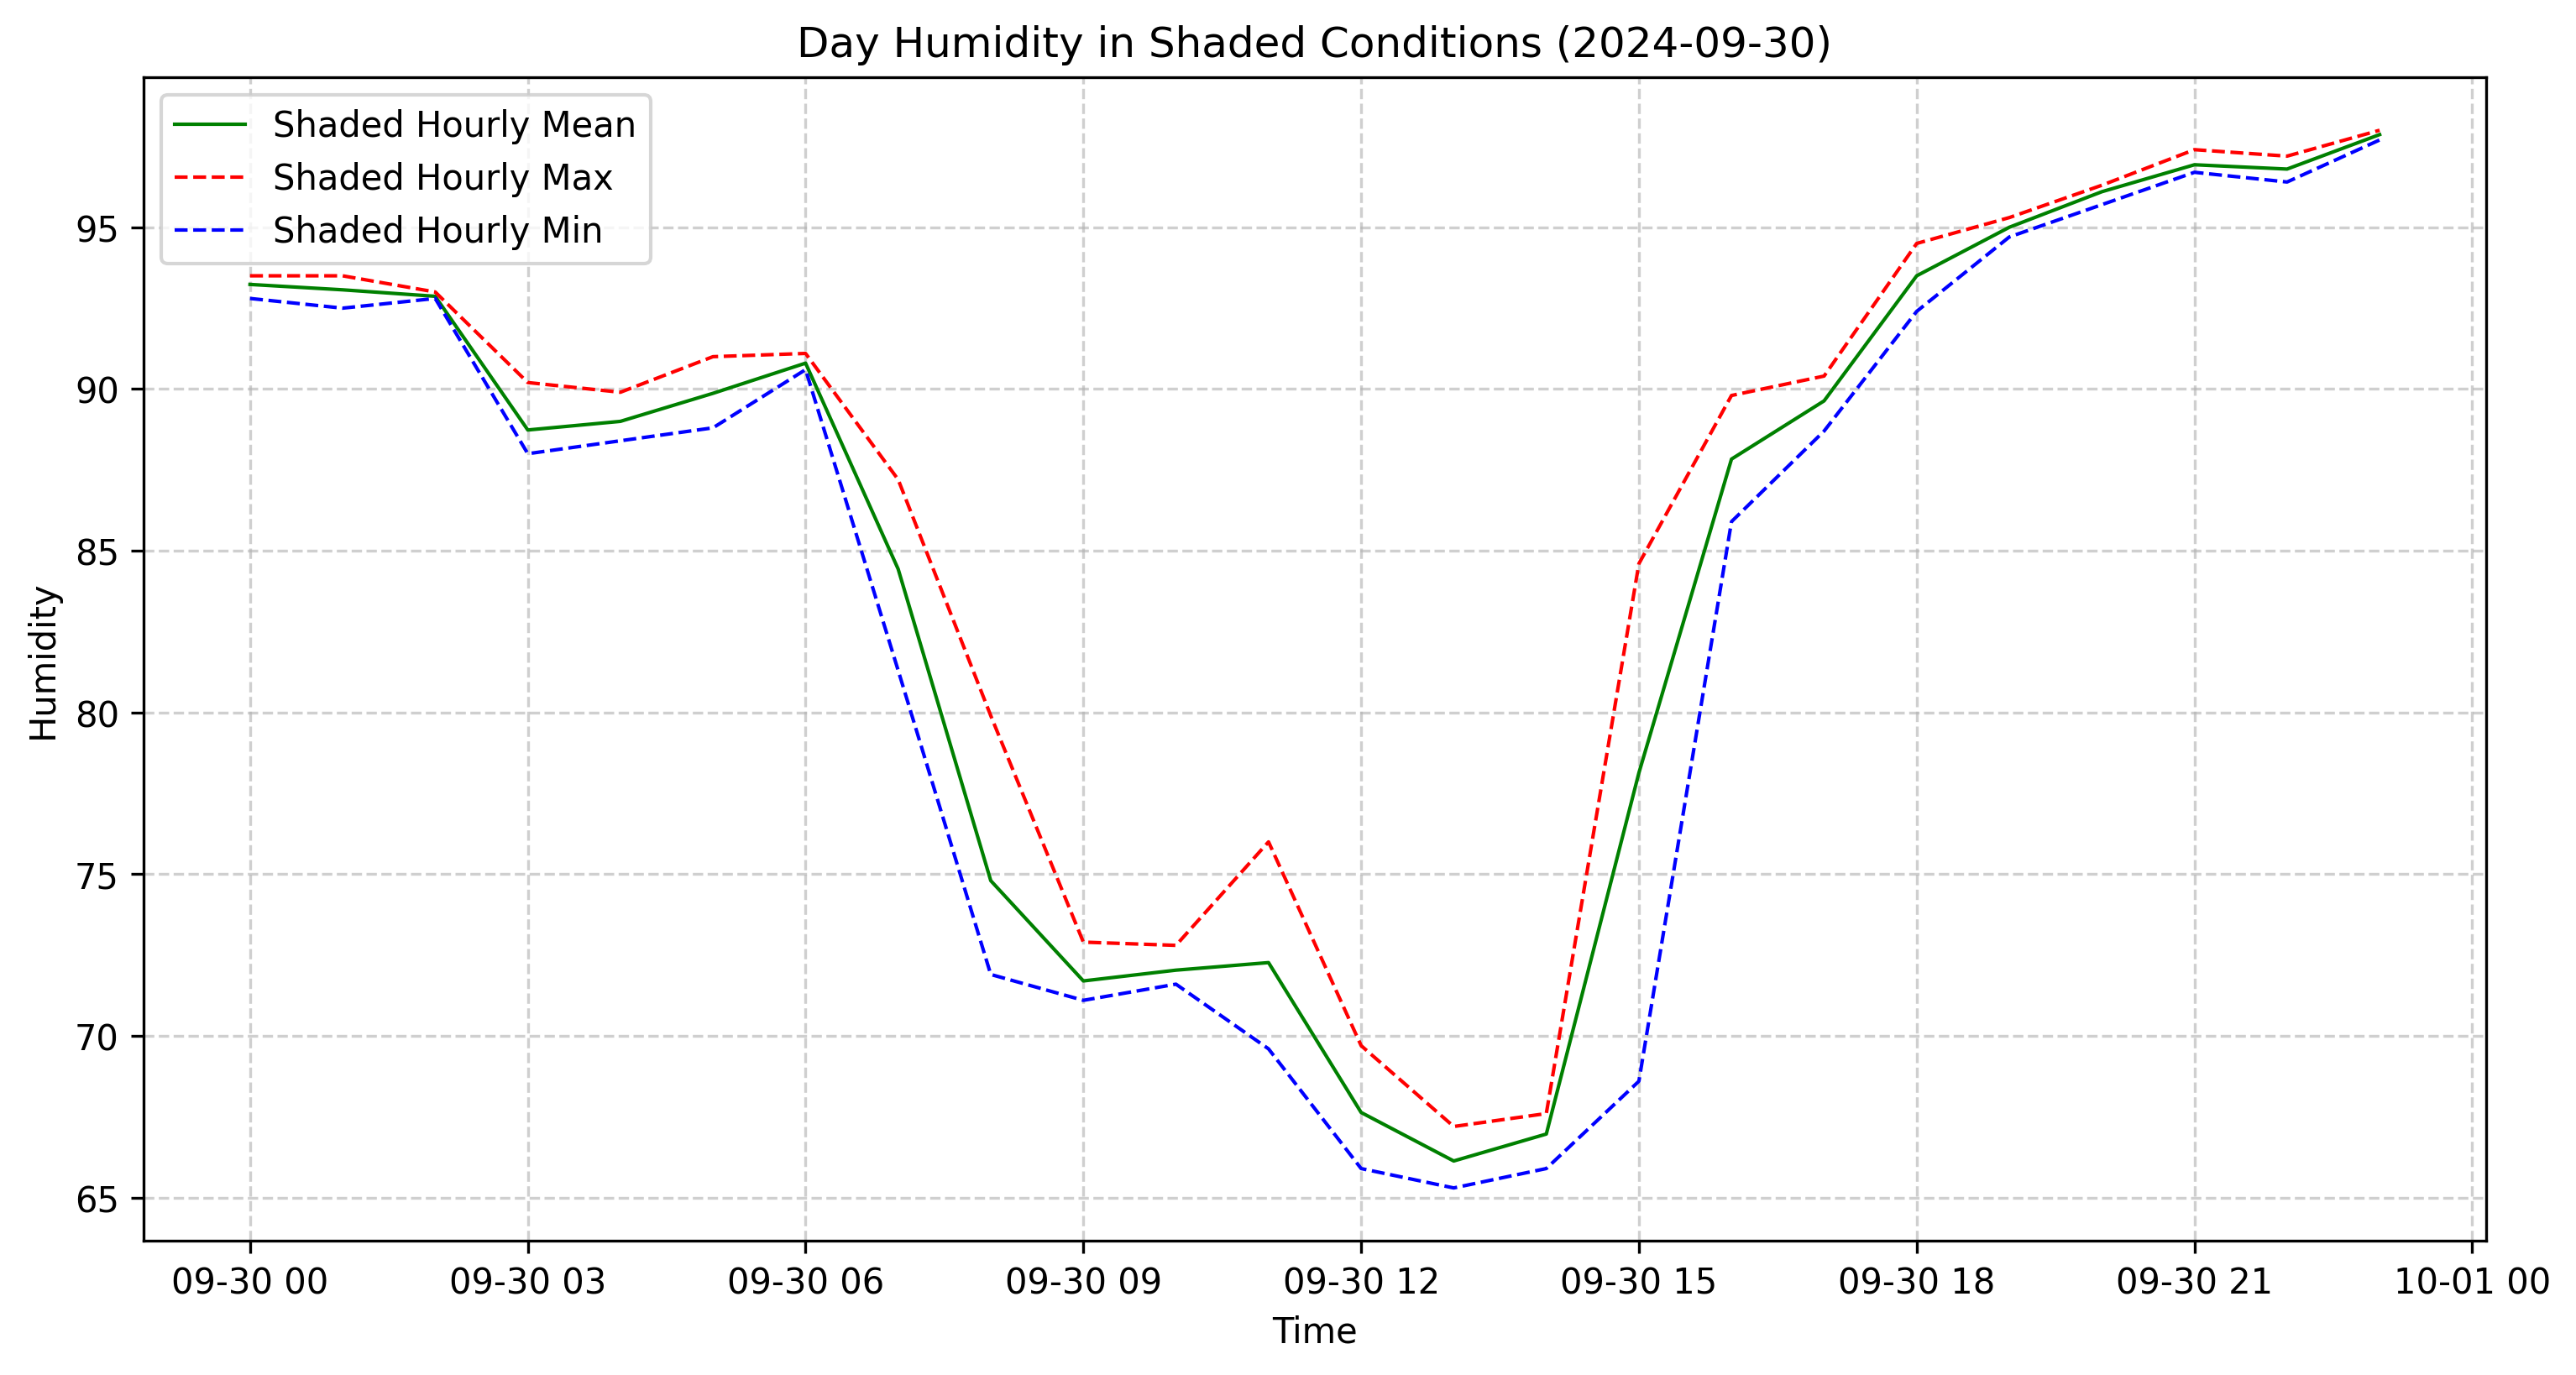 Day Humidity in Shaded Conditions (2024-09-30)
Shaded Hourly Mean
Shaded Hourly Max
Shaded Hourly Min
95
90
85
80
75
70
65
Humidity
09-30 00 09-30 03 09-30 06 09-30 09 09-30 12 09-30 15 09-30 18 09-30 21 10-01 00
Time